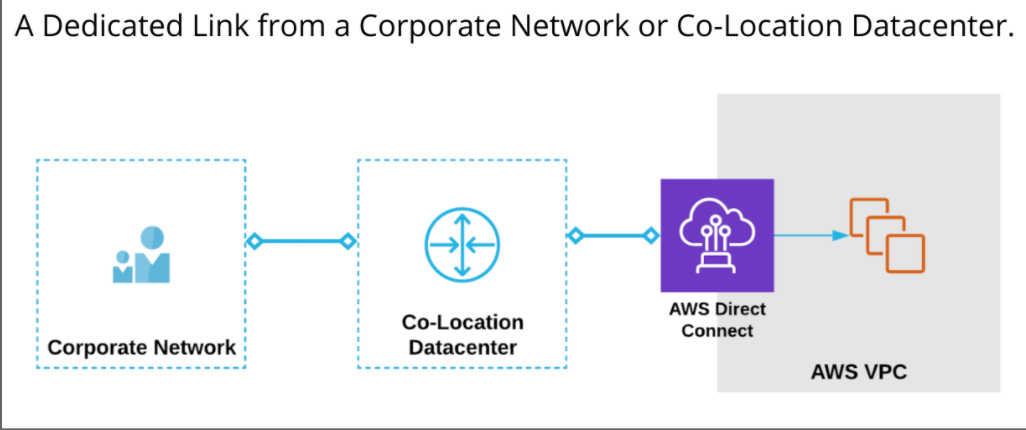 A Dedicated Link from a Corporate Network or Co-Location Datacenter.
Corporate Network
Co-Location
Datacenter
AWS Direct
Connect
AWS VPC